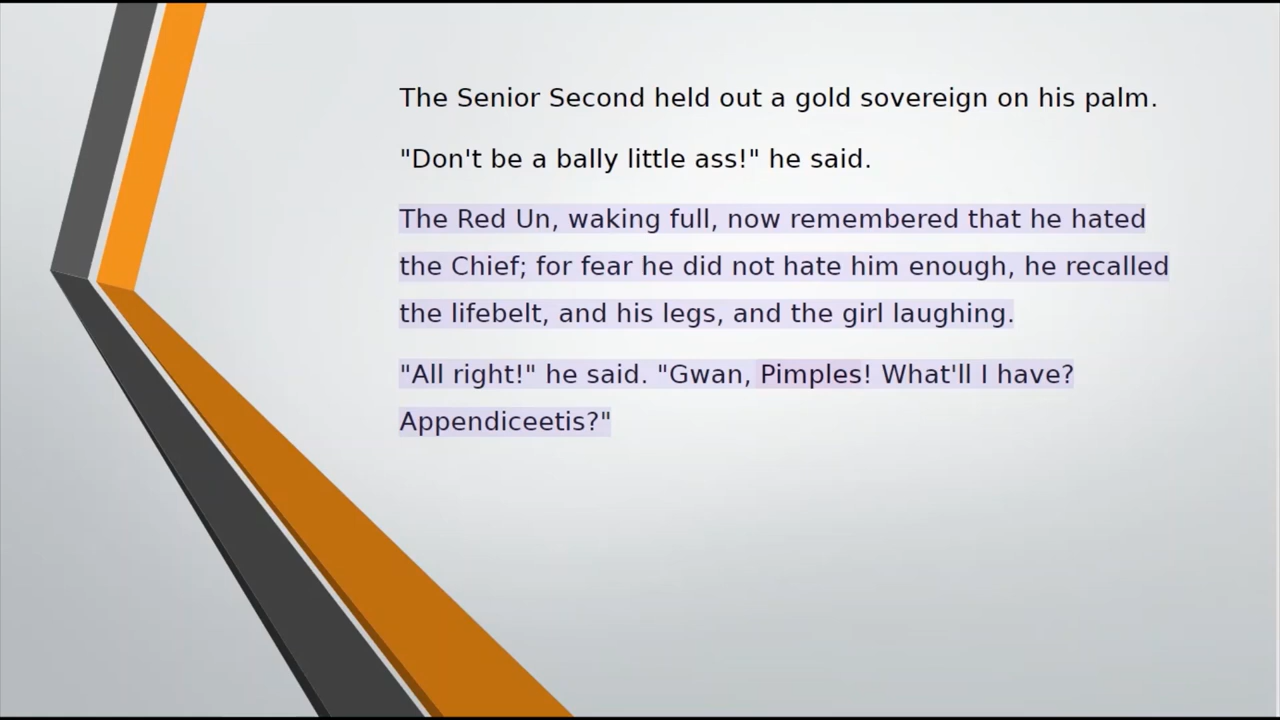 The Senior Second held out a gold sovereign on his palm.
"Don't be a bally little ass!" he said.
The Red Un, waking full, now remembered that he hated
the Chief; for fear he did not hate him enough, he recalled
the lifebelt, and his legs, and the girl laughing.
"All right!" he said. "Gwan, Pimples! What'll I have?
Appendiceetis?"